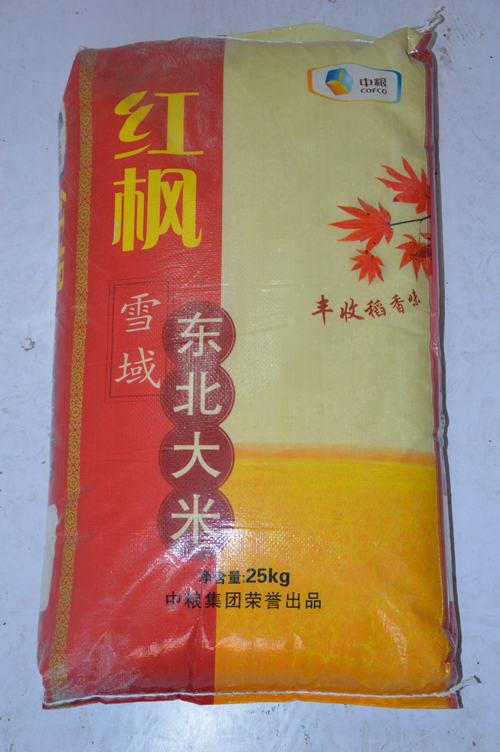 中粮
COFCO
红枫
雪域
东北大米
丰收稻香味
净含量:25kg
中粮集团荣誉出品